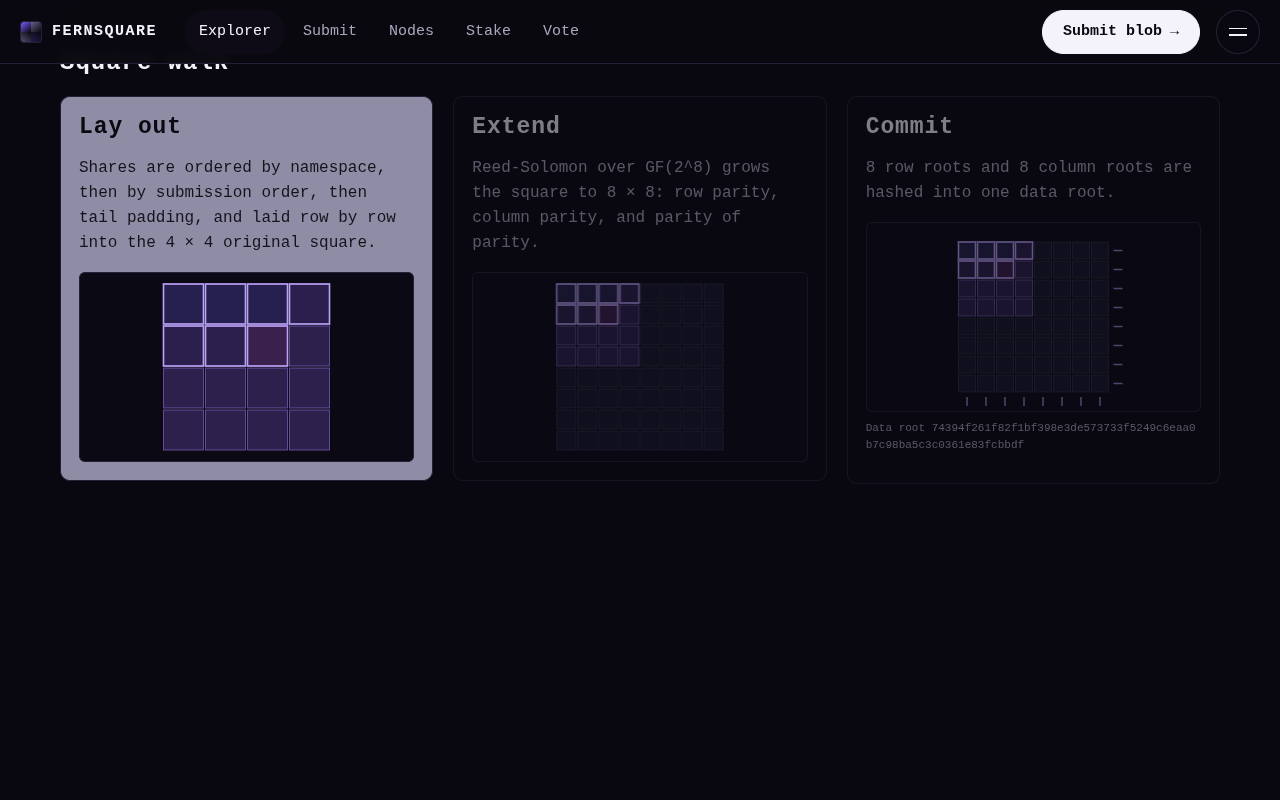 FERNSQUARE
Explorer
Submit
Nodes
Stake
Vote
Submit blob →
Square walk
Lay out
Shares are ordered by namespace,
then by submission order, then
tail padding, and laid row by row
into the 4 × 4 original square.
Extend
Reed-Solomon over GF(2^8) grows
the square to 8 × 8: row parity,
column parity, and parity of
parity.
Commit
8 row roots and 8 column roots are
hashed into one data root.
Data root 74394f261f82f1bf398e3de573733f5249c6eaa0
b7c98ba5c3c0361e83fcbbdf